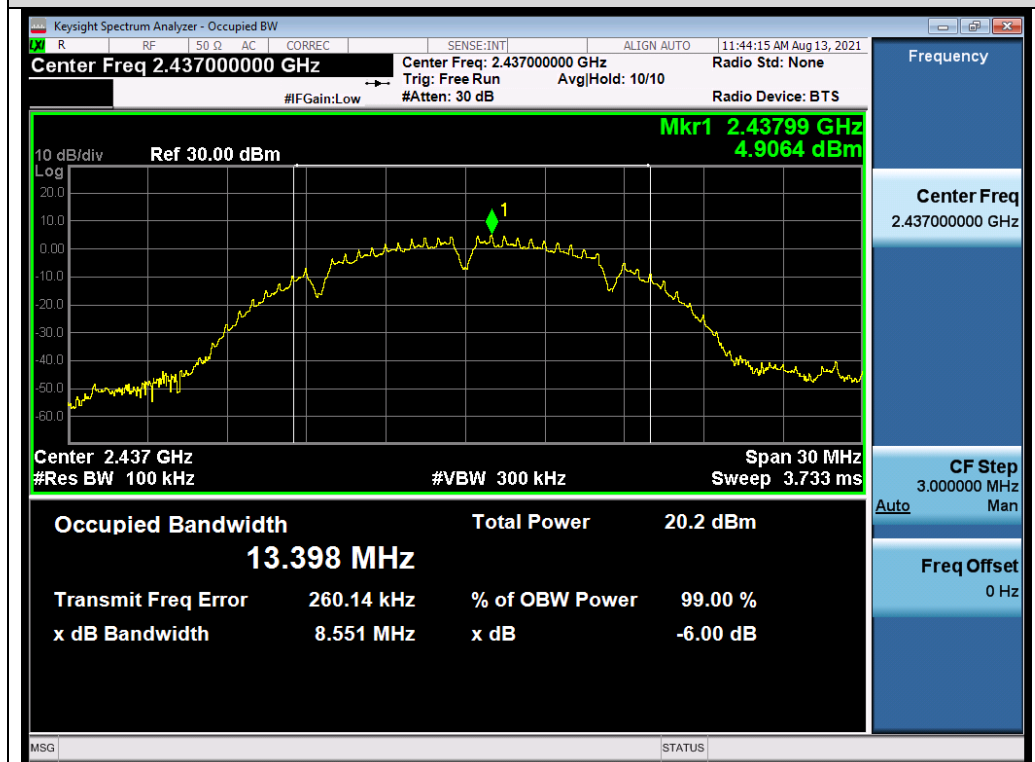 Keysight Spectrum Analyzer - Occupied BW
LXI R RF 50 Ω AC CORREC SENSE:INT ALIGN AUTO 11:44:15 AM Aug 13, 2021
Center Freq 2.437000000 GHz
Center Freq: 2.437000000 GHz Radio Std: None
Trig: Free Run Avg|Hold: 10/10
#IFGain:Low #Atten: 30 dB Radio Device: BTS
Mkr1 2.43799 GHz
4.9064 dBm
10 dB/div Ref 30.00 dBm
Log
20.0
10.0
0.00
-10.0
-20.0
-30.0
-40.0
-50.0
-60.0
1
Center 2.437 GHz Span 30 MHz
#Res BW 100 kHz #VBW 300 kHz Sweep 3.733 ms
Occupied Bandwidth Total Power 20.2 dBm
13.398 MHz
Transmit Freq Error 260.14 kHz % of OBW Power 99.00 %
x dB Bandwidth 8.551 MHz x dB -6.00 dB
Frequency
Center Freq
2.437000000 GHz
CF Step
3.000000 MHz
Auto Man
Freq Offset
0 Hz
MSG STATUS